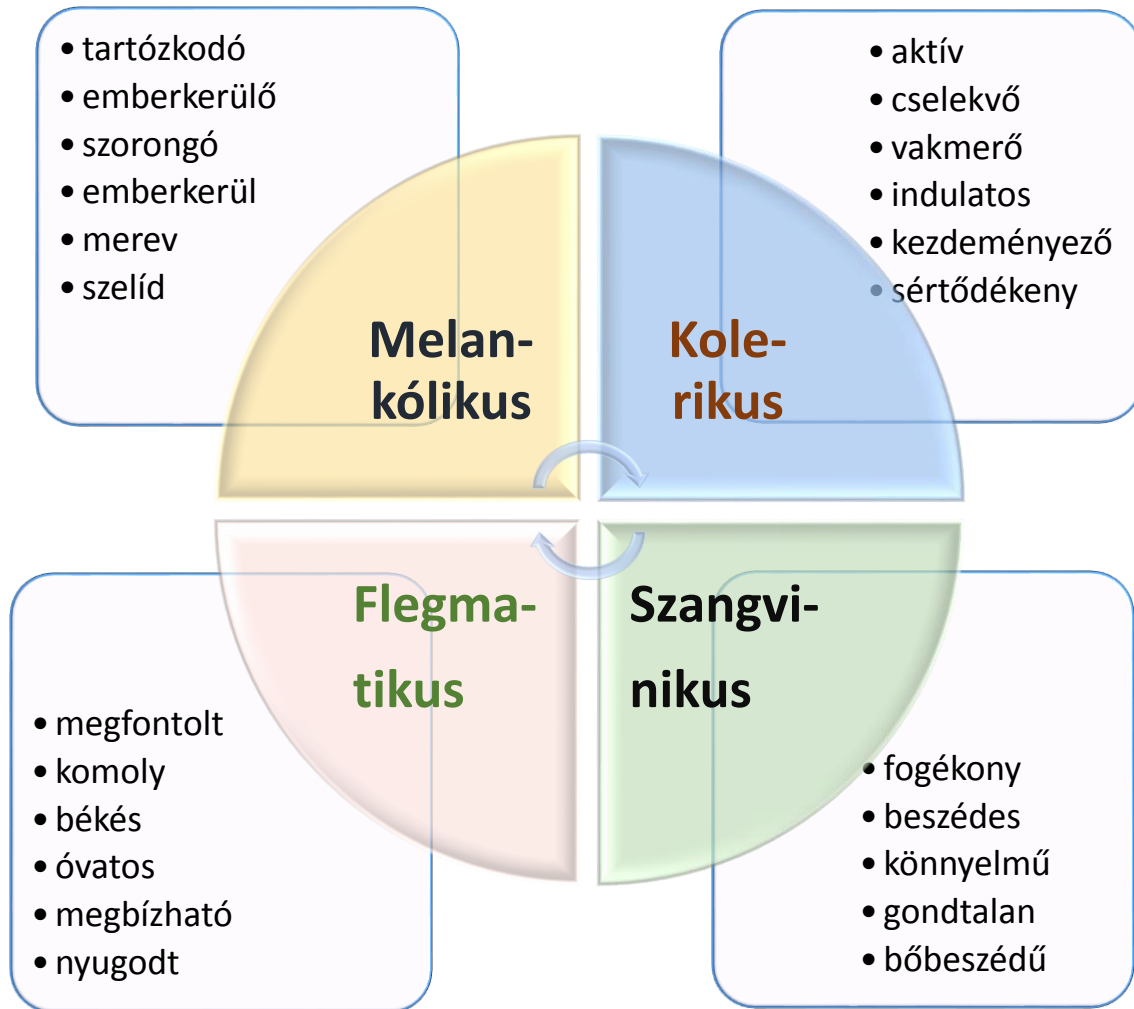 • tartózkodó
• emberkerülő
• szorongó
• emberkerül
• merev
• szelíd
• aktív
• cselekvő
• vakmerő
• indulatos
• kezdeményező
• sértődékeny
Melan-
kólikus
Kole-
rikus
Flegma-
tikus
Szangvi-
nikus
• megfontolt
• komoly
• békés
• óvatos
• megbízható
• nyugodt
• fogékony
• beszédes
• könnyelmű
• gondtalan
• bőbeszédű